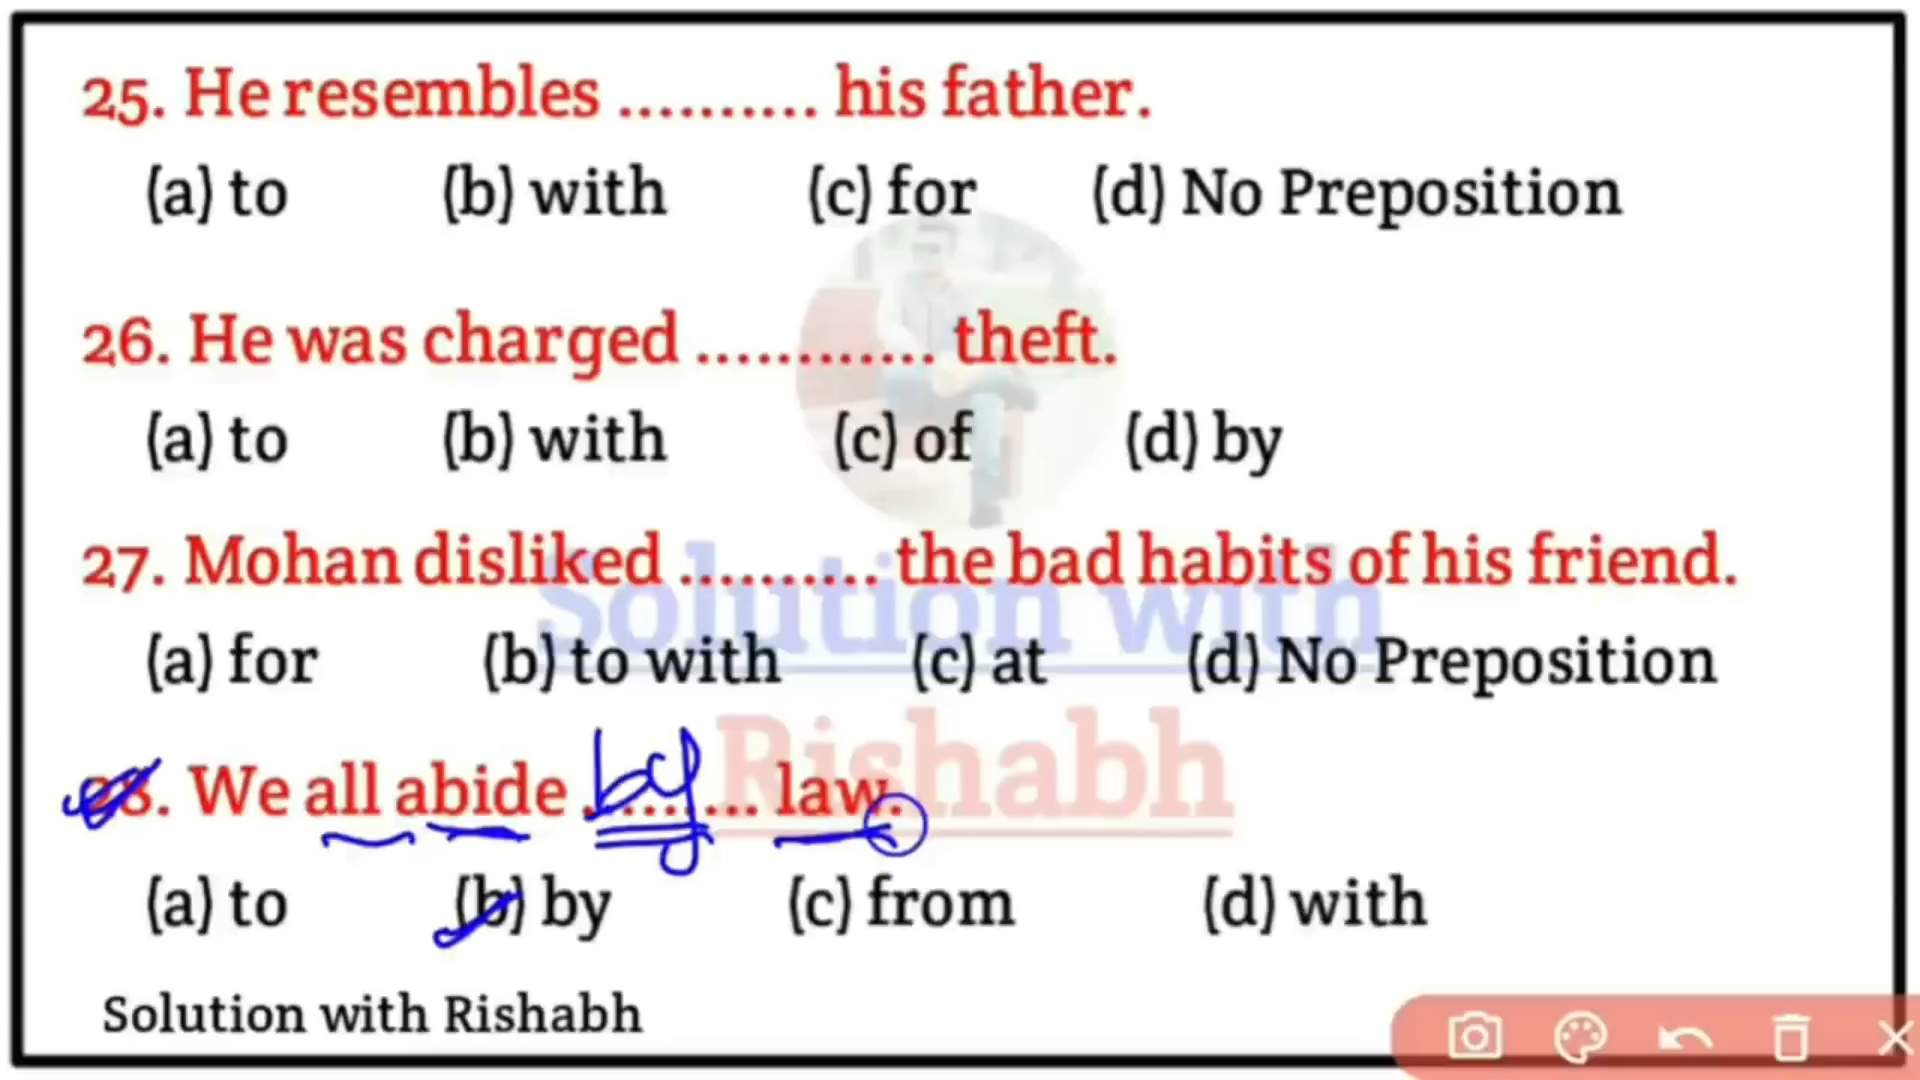 25. He resembles .......... his father.
(a) to (b) with (c) for (d) No Preposition
26. He was charged ............ theft.
(a) to (b) with (c) of (d) by
27. Mohan disliked .......... the bad habits of his friend.
(a) for (b) to with (c) at (d) No Preposition
28. We all abide by ......... law.
(a) to (b) by (c) from (d) with
Solution with Rishabh
Solution with
Rishabh